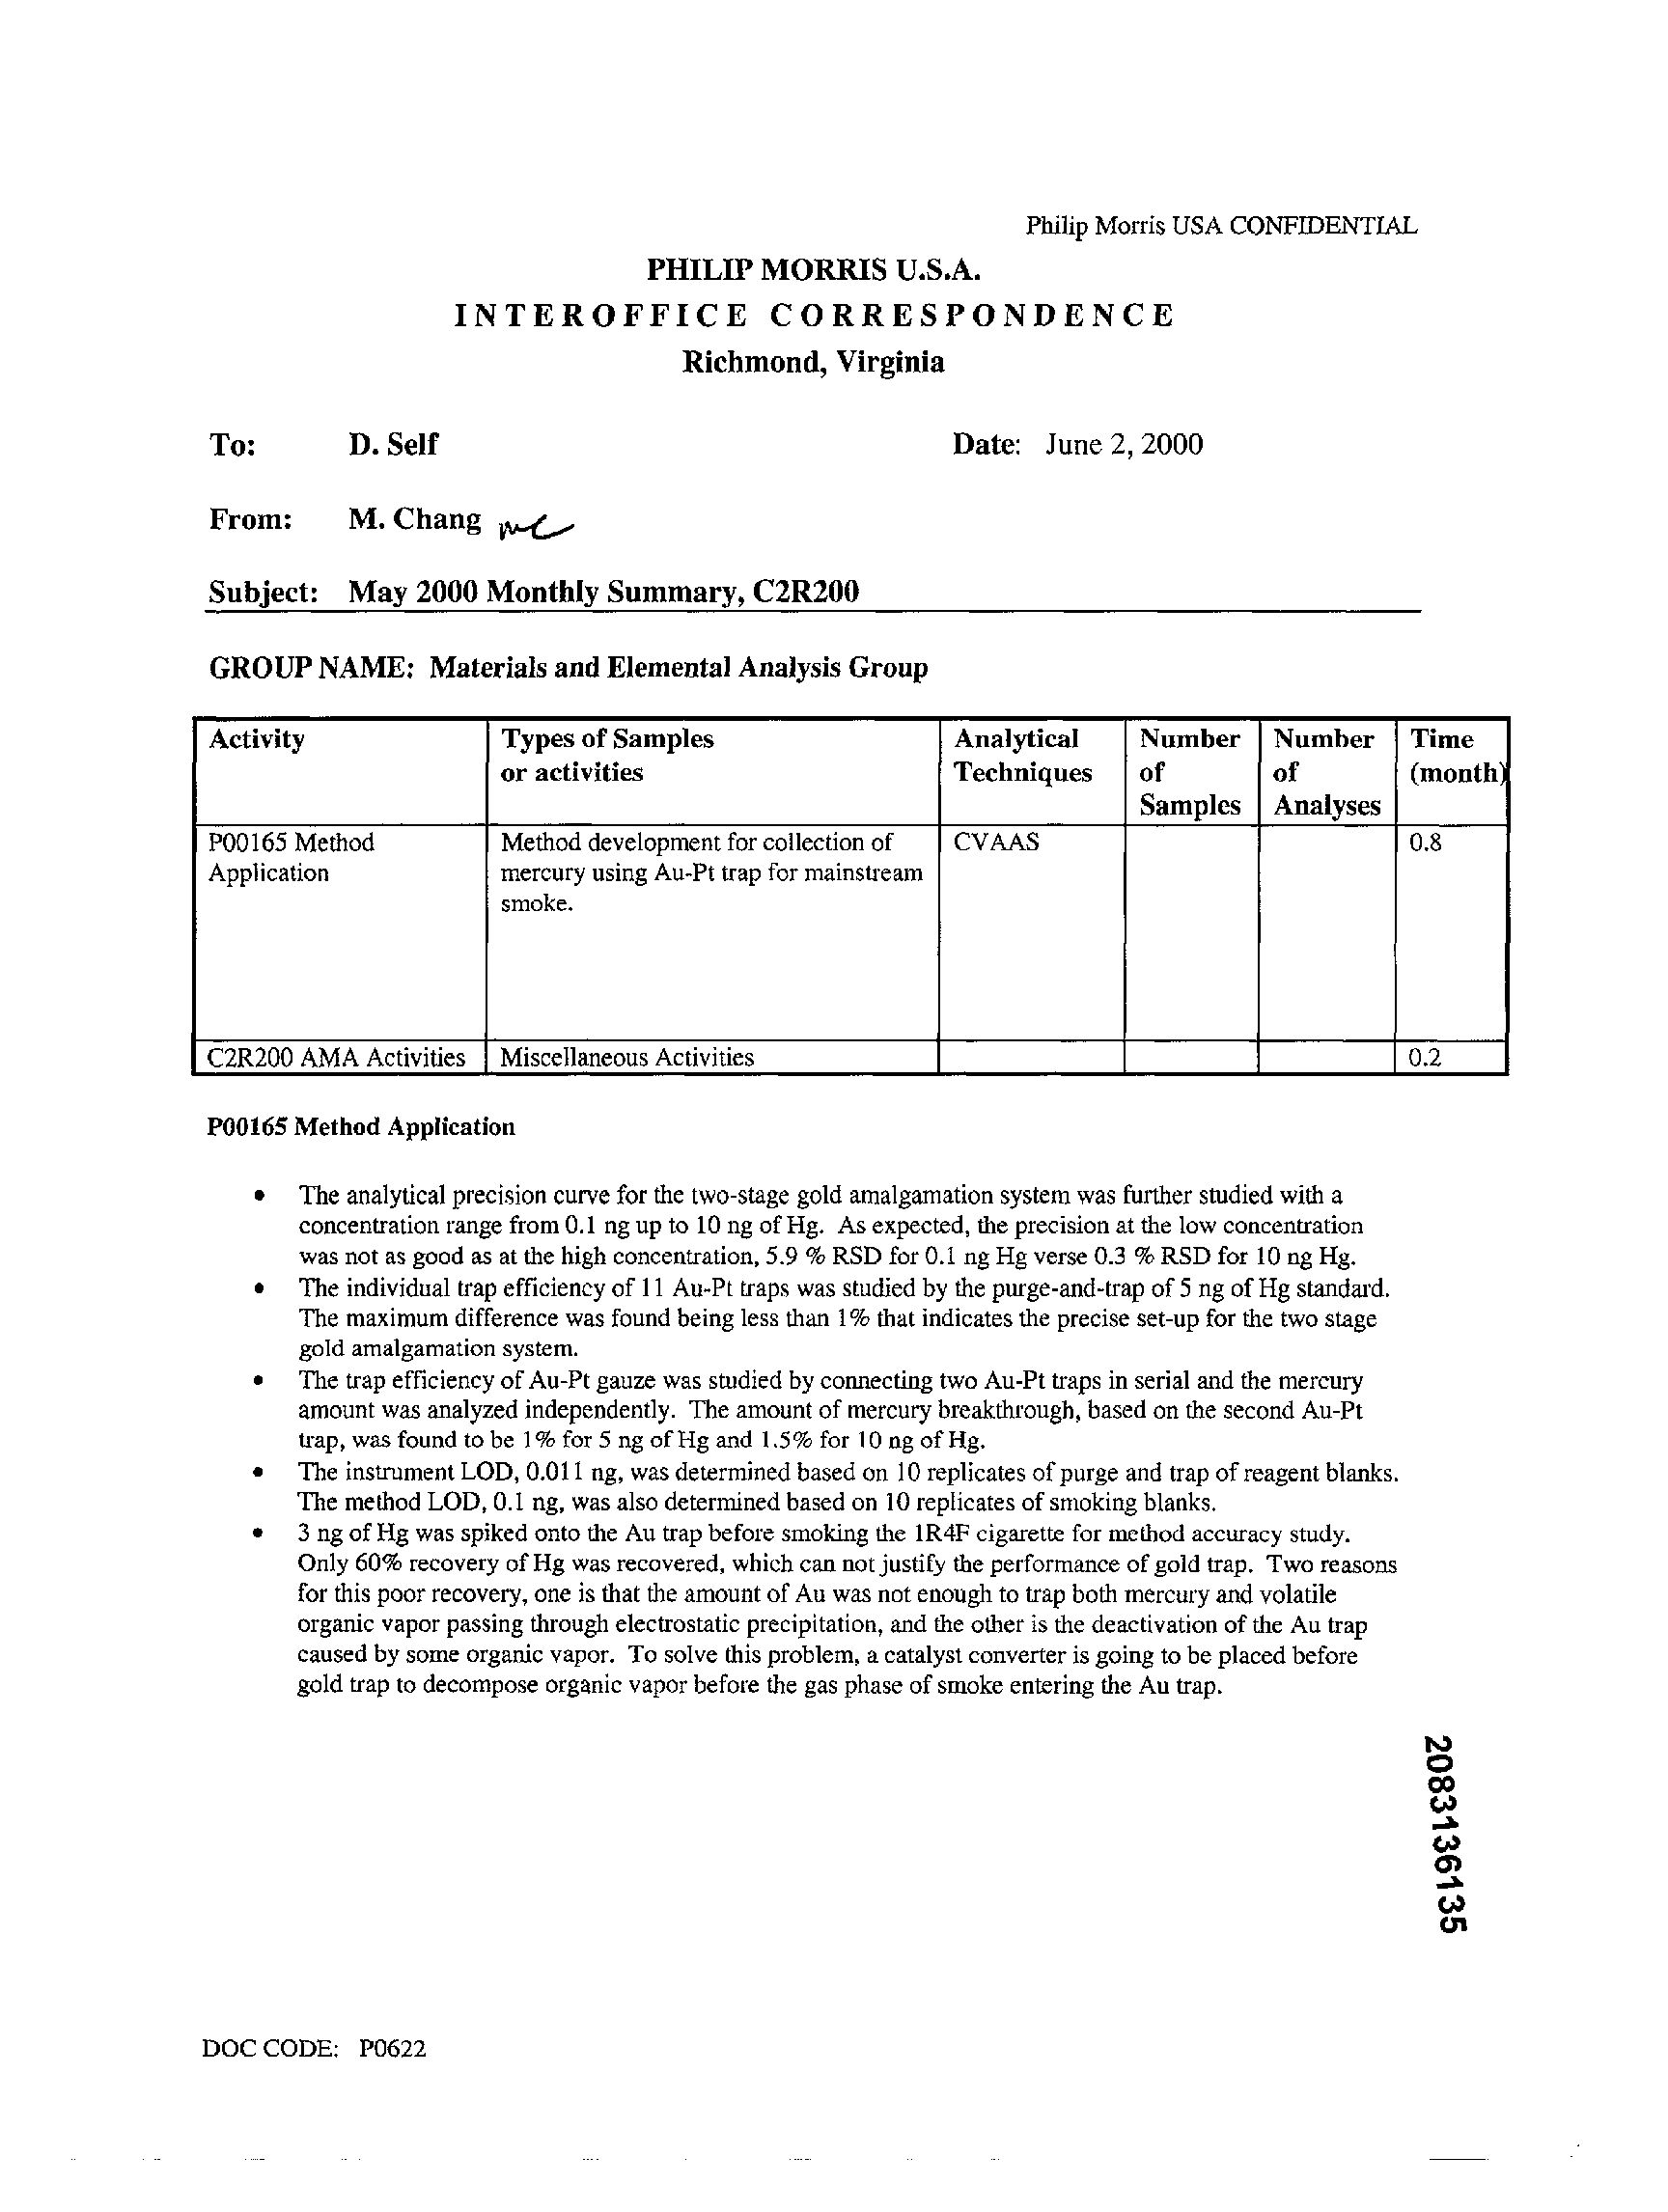 Philip Morris USA CONFIDENTIAL
PHILIP MORRIS U.S.A.
INTEROFFICE CORRESPONDENCE
Richmond, Virginia
To: D. Self Date: June 2, 2000
From: M. Chang mc
Subject: May 2000 Monthly Summary, C2R200
GROUP NAME: Materials and Elemental Analysis Group
Activity Types of Samples Analytical Number Number Time
or activities Techniques of of (month)
Samples Analyses
P00165 Method Method development for collection of CVAAS 0.8
Application mercury using Au-Pt trap for mainstream
smoke.
C2R200 AMA Activities Miscellaneous Activities 0.2
P00165 Method Application
• The analytical precision curve for the two-stage gold amalgamation system was further studied with a
concentration range from 0.1 ng up to 10 ng of Hg. As expected, the precision at the low concentration
was not as good as at the high concentration, 5.9 % RSD for 0.1 ng Hg verse 0.3 % RSD for 10 ng Hg.
• The individual trap efficiency of 11 Au-Pt traps was studied by the purge-and-trap of 5 ng of Hg standard.
The maximum difference was found being less than 1% that indicates the precise set-up for the two stage
gold amalgamation system.
• The trap efficiency of Au-Pt gauze was studied by connecting two Au-Pt traps in serial and the mercury
amount was analyzed independently. The amount of mercury breakthrough, based on the second Au-Pt
trap, was found to be 1% for 5 ng of Hg and 1.5% for 10 ng of Hg.
• The instrument LOD, 0.011 ng, was determined based on 10 replicates of purge and trap of reagent blanks.
The method LOD, 0.1 ng, was also determined based on 10 replicates of smoking blanks.
• 3 ng of Hg was spiked onto the Au trap before smoking the 1R4F cigarette for method accuracy study.
Only 60% recovery of Hg was recovered, which can not justify the performance of gold trap. Two reasons
for this poor recovery, one is that the amount of Au was not enough to trap both mercury and volatile
organic vapor passing through electrostatic precipitation, and the other is the deactivation of the Au trap
caused by some organic vapor. To solve this problem, a catalyst converter is going to be placed before
gold trap to decompose organic vapor before the gas phase of smoke entering the Au trap.
2083136135
DOC CODE: P0622